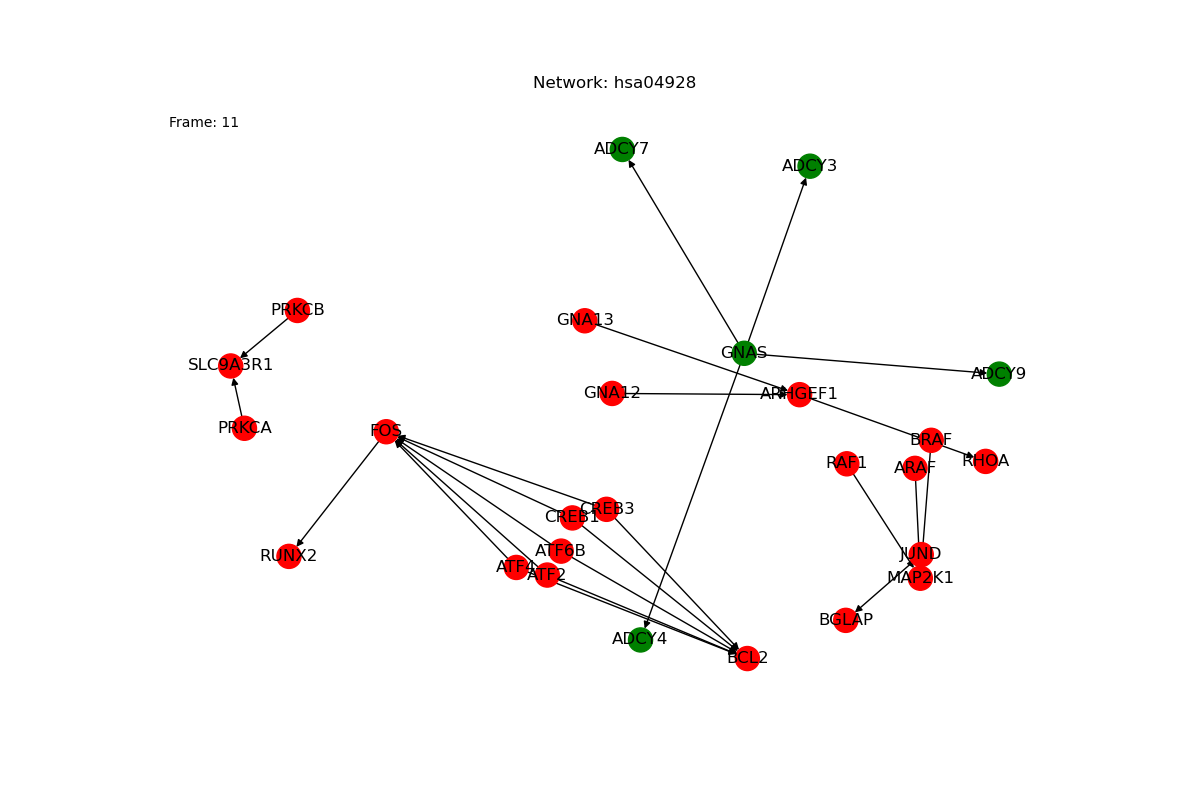 Network: hsa04928
Frame: 11
ADCY7
ADCY3
PRKCB
GNA13
GNAS
SLC9A3R1
ADCY9
GNA12
ARHGEF1
PRKCA
FOS
BRAF
RHOA
RAF1
ARAF
CREB3
CREB1
ATF6B
JUND
RUNX2
ATF4
ATF2
MAP2K1
BGLAP
ADCY4
BCL2